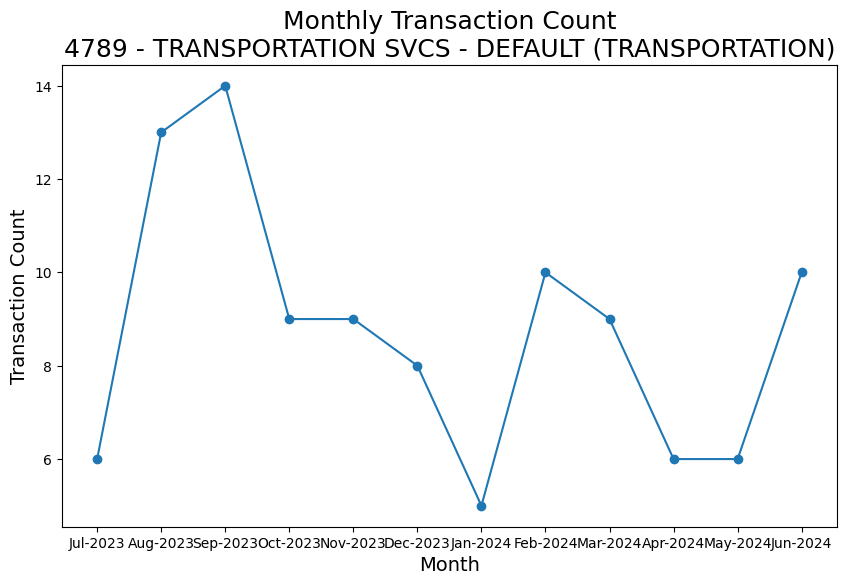 Monthly Transaction Count
4789 - TRANSPORTATION SVCS - DEFAULT (TRANSPORTATION)
14
12
10
8
6
Transaction Count
Jul-2023 Aug-2023 Sep-2023 Oct-2023 Nov-2023 Dec-2023 Jan-2024 Feb-2024 Mar-2024 Apr-2024 May-2024 Jun-2024
Month